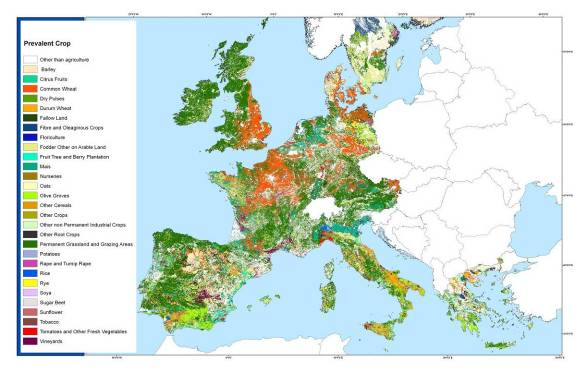 Prevalent Crop
Other than agriculture
Barley
Citrus Fruits
Common Wheat
Dry Pulses
Durum Wheat
Fallow Land
Fibre and Oleaginous Crops
Floriculture
Fodder Other on Arable Land
Fruit Tree and Berry Plantation
Mais
Nurseries
Oats
Olive Groves
Other Cereals
Other Crops
Other non Permanent Industrial Crops
Other Root Crops
Permanent Grassland and Grazing Areas
Potatoes
Rape and Turnip Rape
Rice
Rye
Soya
Sugar Beet
Sunflower
Tobacco
Tomatoes and Other Fresh Vegetables
Vineyards